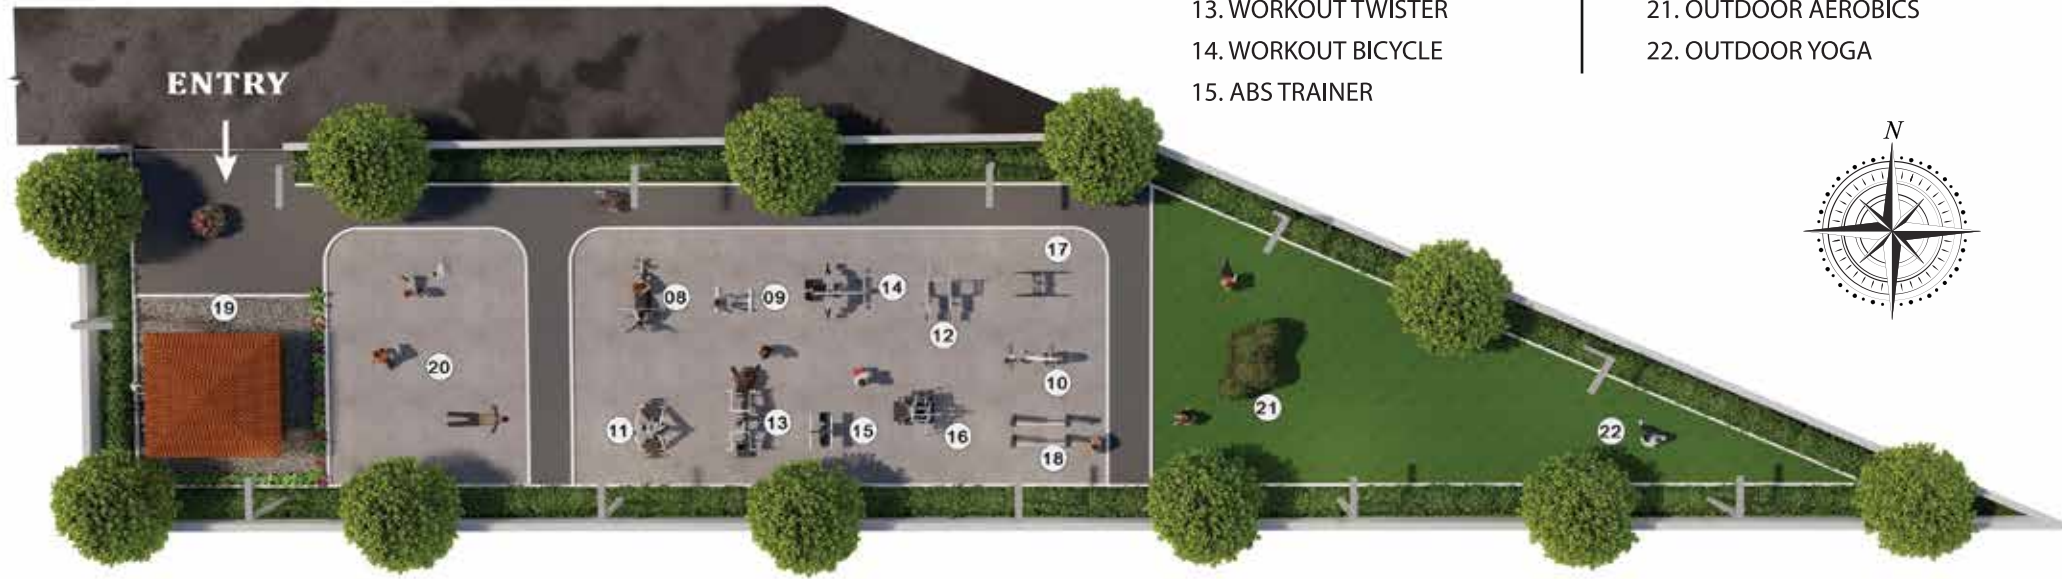 13. WORKOUT TWISTER
14. WORKOUT BICYCLE
15. ABS TRAINER
21. OUTDOOR AEROBICS
22. OUTDOOR YOGA
ENTRY
N
17
19
08
09
14
12
20
10
11
13
15
16
18
21
22